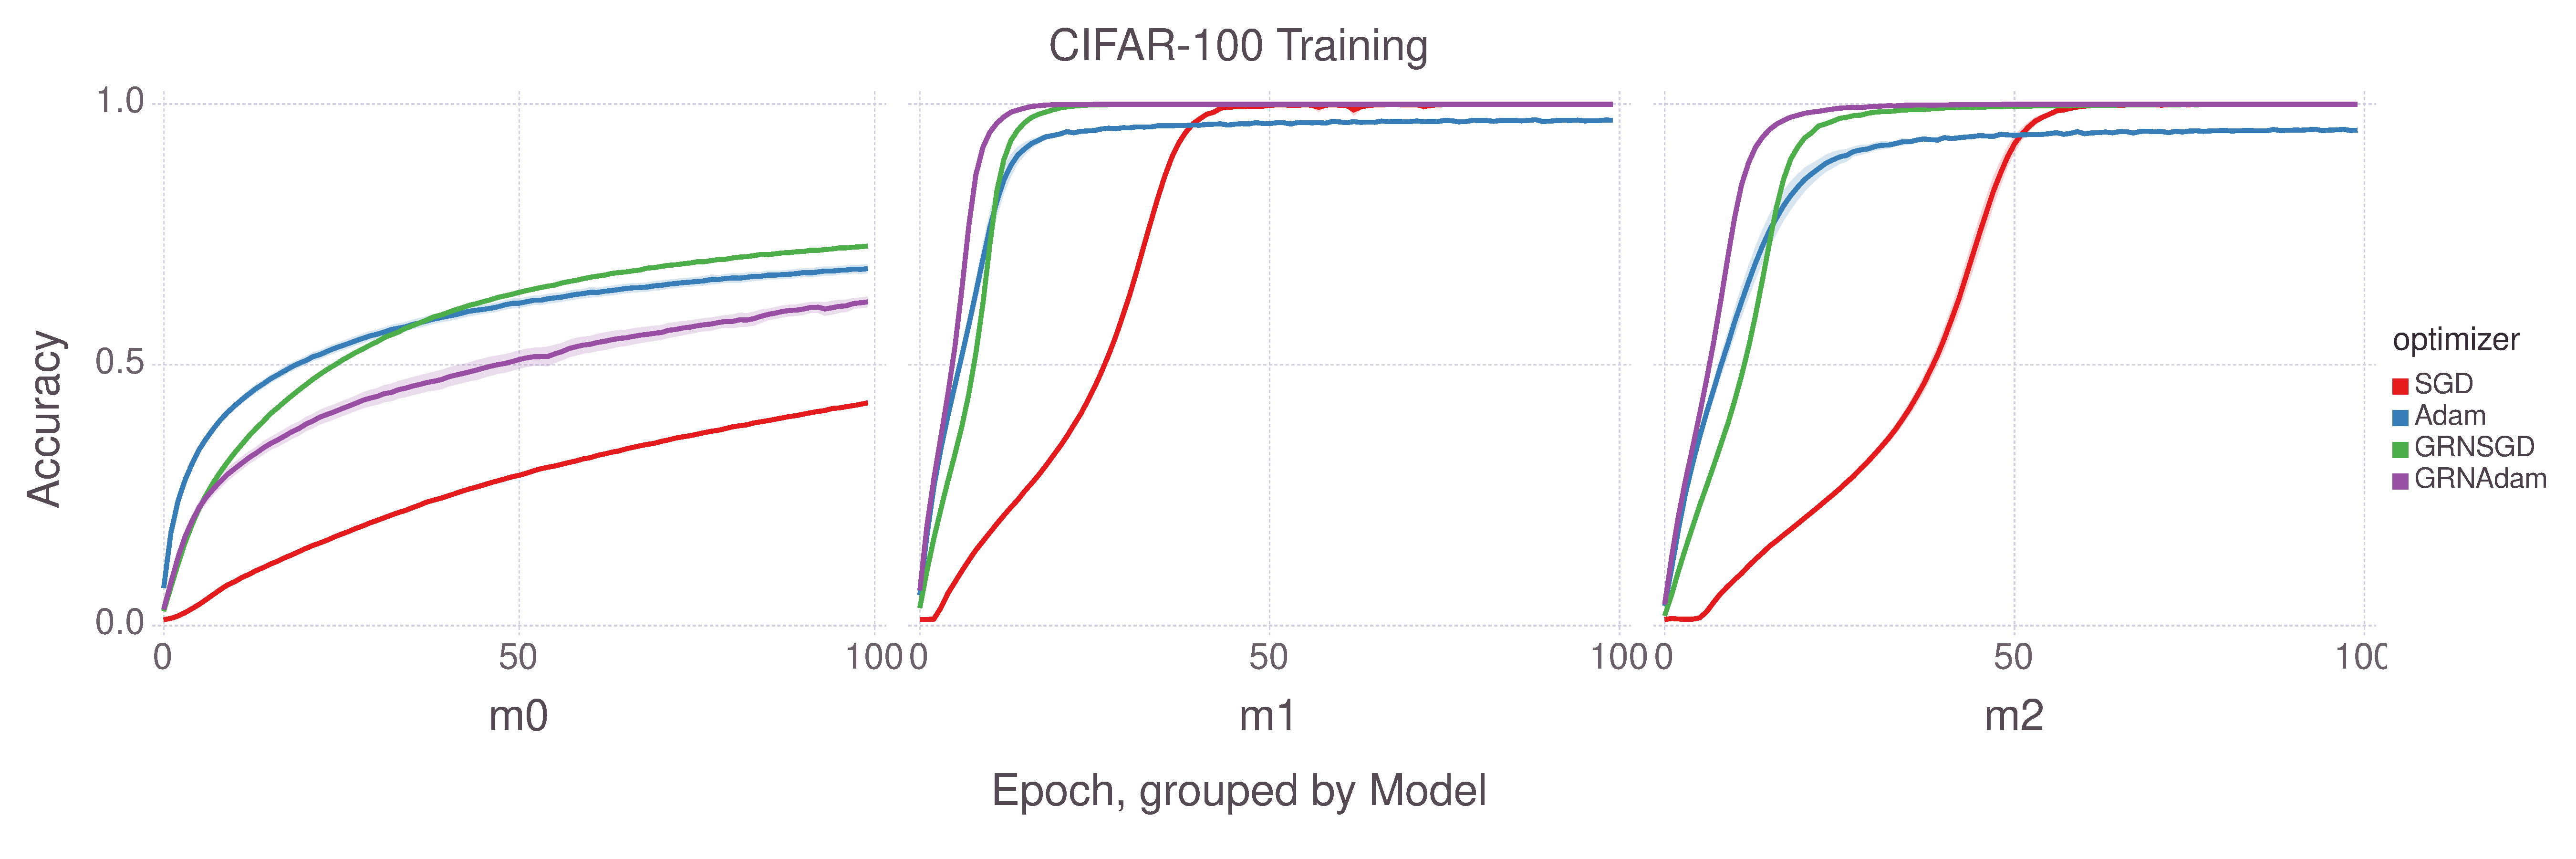 CIFAR-100 Training
Accuracy
1.0
0.5
0.0
0 50 100 0 50 100 0 50 100
m0 m1 m2
Epoch, grouped by Model
optimizer
SGD
Adam
GRNSGD
GRNAdam